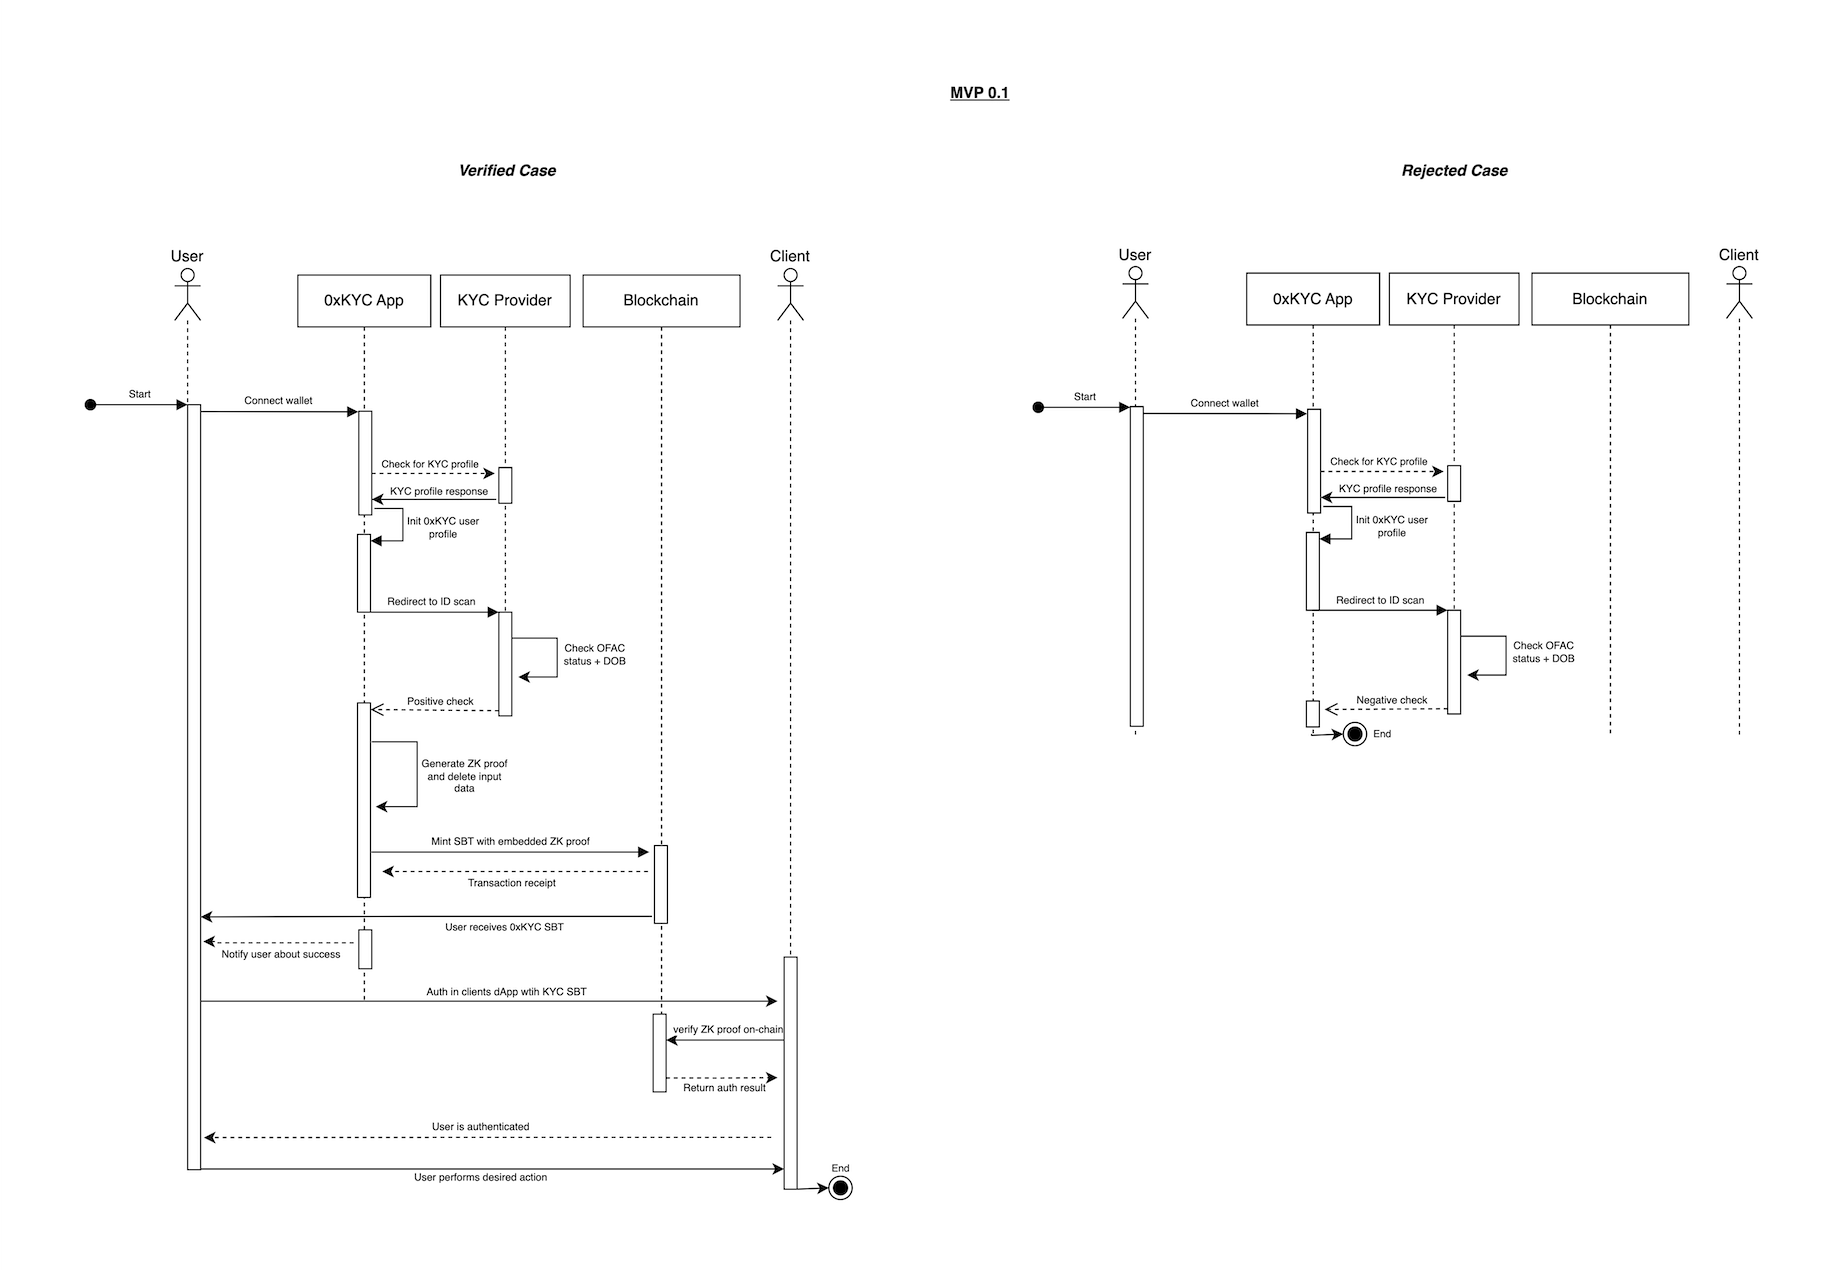 MVP 0.1
Verified Case
User
Client
0xKYC App
KYC Provider
Blockchain
Start
Connect wallet
Check for KYC profile
KYC profile response
Init 0xKYC user
profile
Redirect to ID scan
Check OFAC
status + DOB
Positive check
Generate ZK proof
and delete input
data
Mint SBT with embedded ZK proof
Transaction receipt
User receives 0xKYC SBT
Notify user about success
Auth in clients dApp wtih KYC SBT
verify ZK proof on-chain
Return auth result
User is authenticated
User performs desired action
End
Rejected Case
User
Client
0xKYC App
KYC Provider
Blockchain
Start
Connect wallet
Check for KYC profile
KYC profile response
Init 0xKYC user
profile
Redirect to ID scan
Check OFAC
status + DOB
Negative check
End